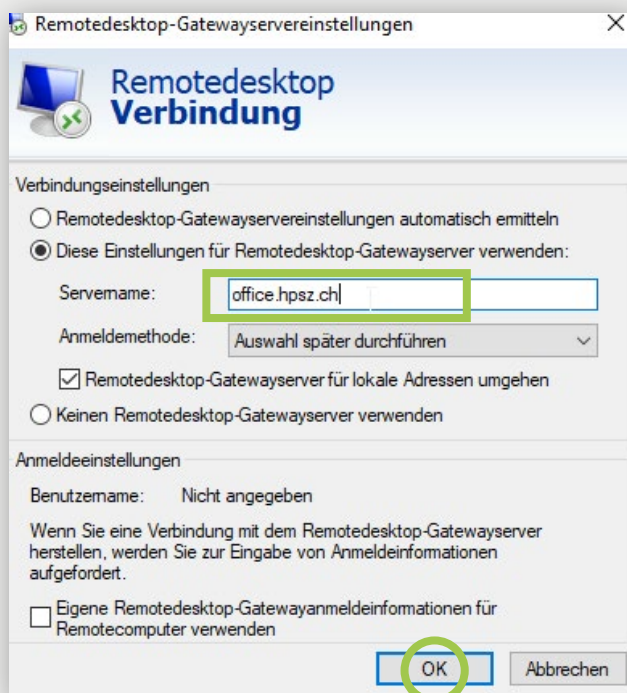 Remotedesktop-Gatewayservereinstellungen
Remotedesktop
Verbindung
Verbindungseinstellungen
Remotedesktop-Gatewayservereinstellungen automatisch ermitteln
Diese Einstellungen für Remotedesktop-Gatewayserver verwenden:
Servername: office.hpsz.ch
Anmeldemethode: Auswahl später durchführen
Remotedesktop-Gatewayserver für lokale Adressen umgehen
Keinen Remotedesktop-Gatewayserver verwenden
Anmeldeeinstellungen
Benutzername: Nicht angegeben
Wenn Sie eine Verbindung mit dem Remotedesktop-Gatewayserver
herstellen, werden Sie zur Eingabe von Anmeldeinformationen
aufgefordert.
Eigene Remotedesktop-Gatewayanmeldeinformationen für
Remotecomputer verwenden
OK Abbrechen